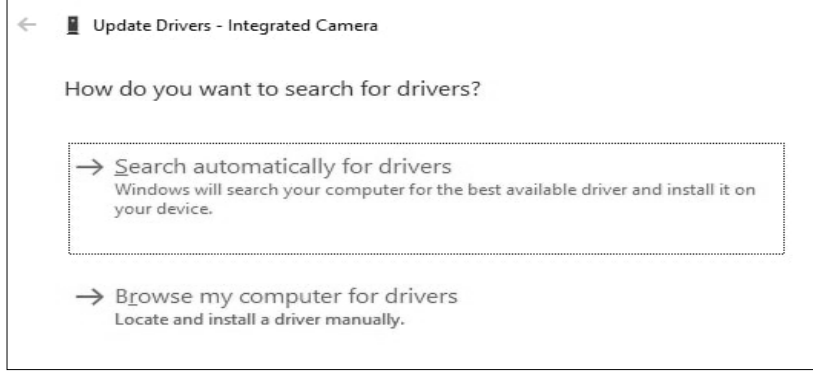 Update Drivers - Integrated Camera
How do you want to search for drivers?
Search automatically for drivers
Windows will search your computer for the best available driver and install it on
your device.
Browse my computer for drivers
Locate and install a driver manually.